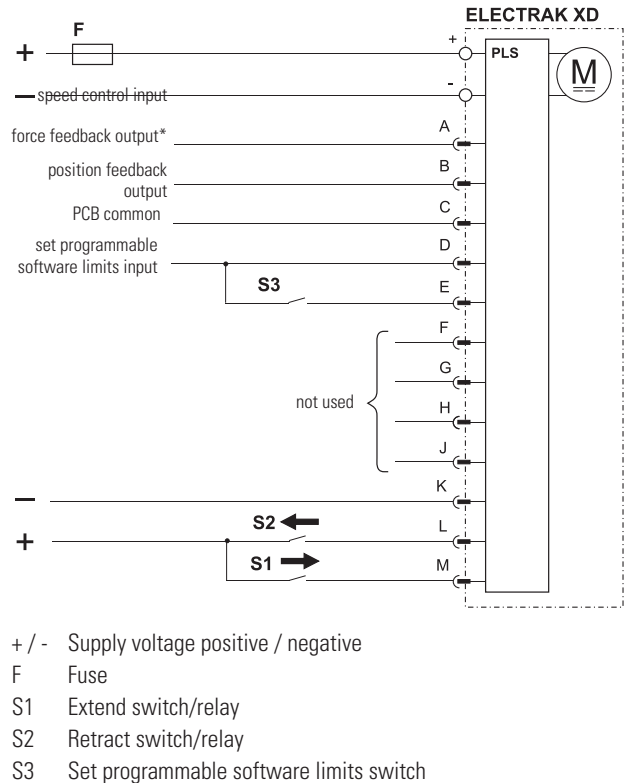 ELECTRAK XD
F
+
+
PLS
M
-
— speed control input
A
force feedback output*
B
position feedback
output
C
PCB common
D
set programmable
software limits input
S3
E
F
G
not used
H
J
K
—
S2
L
+
S1
M
+ / - Supply voltage positive / negative
F Fuse
S1 Extend switch/relay
S2 Retract switch/relay
S3 Set programmable software limits switch